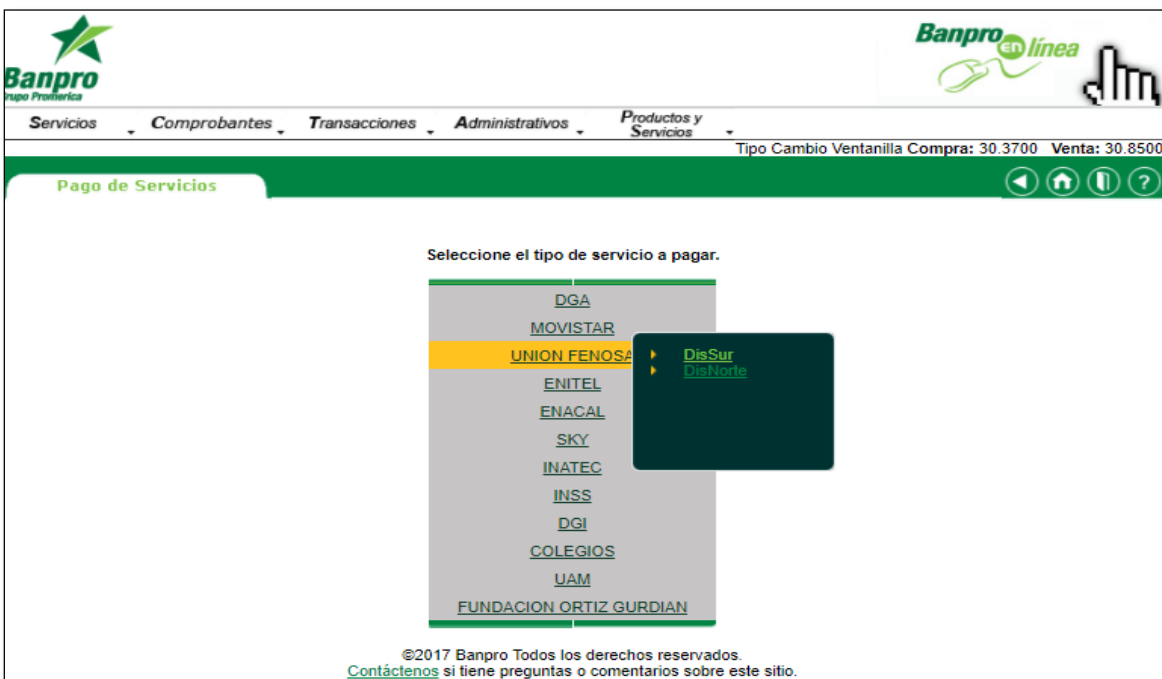 Banpro
Grupo Promerica
Banpro EN línea
Servicios Comprobantes Transacciones Administrativos Productos y Servicios
Tipo Cambio Ventanilla Compra: 30.3700 Venta: 30.8500
Pago de Servicios
?
Seleccione el tipo de servicio a pagar.
DGA
MOVISTAR
UNION FENOSA
DisSur
DisNorte
ENITEL
ENACAL
SKY
INATEC
INSS
DGI
COLEGIOS
UAM
FUNDACION ORTIZ GURDIAN
©2017 Banpro Todos los derechos reservados.
Contáctenos si tiene preguntas o comentarios sobre este sitio.